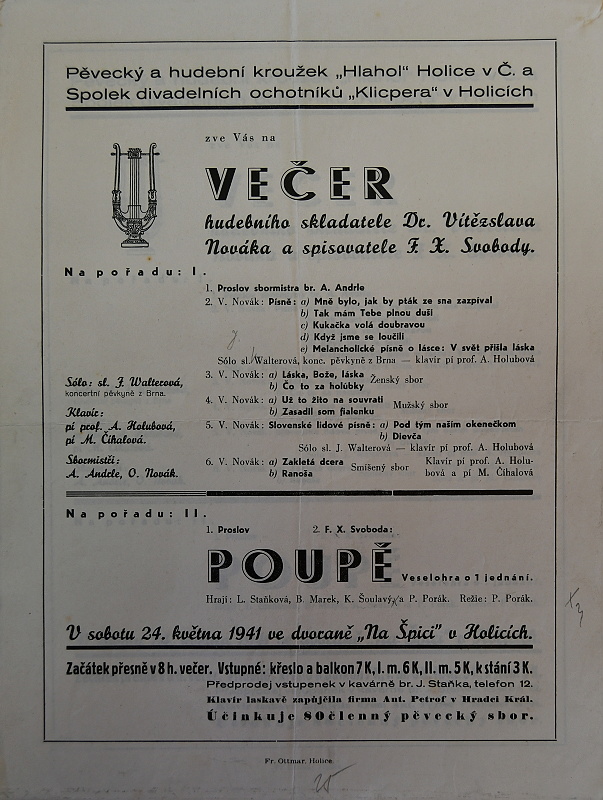 Pěvecký a hudební kroužek „Hlahol" Holice v Č. a
Spolek divadelních ochotníků „Klicpera" v Holicích
zve Vás na
VEČER
hudebního skladatele Dr. Vítězslava
Nováka a spisovatele F. X. Svobody.
Na pořadu: I.
1. Proslov sbormistra br. A. Andrle
2. V. Novák: Písně: a) Mně bylo, jak by pták ze sna zazpíval
b) Tak mám Tebe plnou duši
c) Kukačka volá doubravou
d) Když jsme se loučili
e) Melancholické písně o lásce: V svět přišla láska
J.
Sólo sl. Walterová, konc. pěvkyně z Brna — klavír pí prof. A. Holubová
3. V. Novák: a) Láska, Bože, láska
b) Čo to za holúbky
Ženský sbor
4. V. Novák: a) Už to žito na souvrati
b) Zasadil som fialenku
Mužský sbor
5. V. Novák: Slovenské lidové písně: a) Pod tým naším okenečkom
b) Dievča
Sólo sl. J. Walterová — klavír pí prof. A. Holubová
6. V. Novák: a) Zakletá dcera
b) Ranoša
Smíšený sbor
Klavír pí prof. A. Holu-
bová a pí M. Čihalová
Sólo: sl. J. Walterová,
koncertní pěvkyně z Brna.
Klavír:
pí prof. A. Holubová,
pí M. Čihalová.
Sbormistři:
A. Andrle, O. Novák.
Na pořadu: II.
1. Proslov 2. F. X. Svoboda:
POUPĚ Veselohra o 1 jednání.
Hrají: L. Staňková, B. Marek, K. Šoulavý a P. Porák. Režie: P. Porák.
V sobotu 24. května 1941 ve dvoraně „Na Špici" v Holicích.
Začátek přesně v 8 h. večer. Vstupné: křeslo a balkon 7 K, I. m. 6 K, II. m. 5 K, k stání 3 K.
Předprodej vstupenek v kavárně br. J. Staňka, telefon 12.
Klavír laskavě zapůjčila firma Ant. Petrof v Hradci Král.
Účinkuje 80členný pěvecký sbor.
Fr. Ottmar. Holice